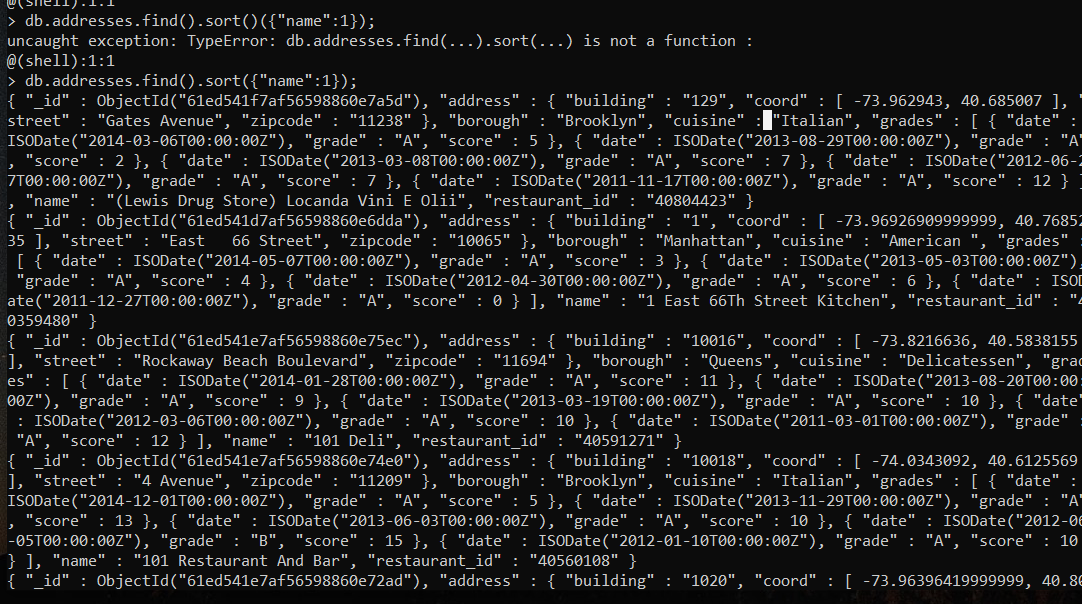 @(shell):1:1
> db.addresses.find().sort()({"name":1});
uncaught exception: TypeError: db.addresses.find(...).sort(...) is not a function :
@(shell):1:1
> db.addresses.find().sort({"name":1});
{ "_id" : ObjectId("61ed541f7af56598860e7a5d"), "address" : { "building" : "129", "coord" : [ -73.962943, 40.685007 ], "
street" : "Gates Avenue", "zipcode" : "11238" }, "borough" : "Brooklyn", "cuisine" : "Italian", "grades" : [ { "date" :
ISODate("2014-03-06T00:00:00Z"), "grade" : "A", "score" : 5 }, { "date" : ISODate("2013-08-29T00:00:00Z"), "grade" : "A"
, "score" : 2 }, { "date" : ISODate("2013-03-08T00:00:00Z"), "grade" : "A", "score" : 7 }, { "date" : ISODate("2012-06-2
7T00:00:00Z"), "grade" : "A", "score" : 7 }, { "date" : ISODate("2011-11-17T00:00:00Z"), "grade" : "A", "score" : 12 } ]
, "name" : "(Lewis Drug Store) Locanda Vini E Olii", "restaurant_id" : "40804423" }
{ "_id" : ObjectId("61ed541d7af56598860e6dda"), "address" : { "building" : "1", "coord" : [ -73.96926909999999, 40.7685
35 ], "street" : "East   66 Street", "zipcode" : "10065" }, "borough" : "Manhattan", "cuisine" : "American ", "grades" :
[ { "date" : ISODate("2014-05-07T00:00:00Z"), "grade" : "A", "score" : 3 }, { "date" : ISODate("2013-05-03T00:00:00Z"),
"grade" : "A", "score" : 4 }, { "date" : ISODate("2012-04-30T00:00:00Z"), "grade" : "A", "score" : 6 }, { "date" : ISOD
ate("2011-12-27T00:00:00Z"), "grade" : "A", "score" : 0 } ], "name" : "1 East 66Th Street Kitchen", "restaurant_id" : "4
0359480" }
{ "_id" : ObjectId("61ed541e7af56598860e75ec"), "address" : { "building" : "10016", "coord" : [ -73.8216636, 40.5838155
], "street" : "Rockaway Beach Boulevard", "zipcode" : "11694" }, "borough" : "Queens", "cuisine" : "Delicatessen", "grad
es" : [ { "date" : ISODate("2014-01-28T00:00:00Z"), "grade" : "A", "score" : 11 }, { "date" : ISODate("2013-08-20T00:00:
00Z"), "grade" : "A", "score" : 9 }, { "date" : ISODate("2013-03-19T00:00:00Z"), "grade" : "A", "score" : 10 }, { "date"
: ISODate("2012-03-06T00:00:00Z"), "grade" : "A", "score" : 10 }, { "date" : ISODate("2011-03-01T00:00:00Z"), "grade" :
"A", "score" : 12 } ], "name" : "101 Deli", "restaurant_id" : "40591271" }
{ "_id" : ObjectId("61ed541e7af56598860e74e0"), "address" : { "building" : "10018", "coord" : [ -74.0343092, 40.6125569
], "street" : "4 Avenue", "zipcode" : "11209" }, "borough" : "Brooklyn", "cuisine" : "Italian", "grades" : [ { "date" :
ISODate("2014-12-01T00:00:00Z"), "grade" : "A", "score" : 5 }, { "date" : ISODate("2013-11-29T00:00:00Z"), "grade" : "A"
, "score" : 13 }, { "date" : ISODate("2013-06-03T00:00:00Z"), "grade" : "A", "score" : 10 }, { "date" : ISODate("2012-06
-05T00:00:00Z"), "grade" : "B", "score" : 15 }, { "date" : ISODate("2012-01-10T00:00:00Z"), "grade" : "A", "score" : 10
} ], "name" : "101 Restaurant And Bar", "restaurant_id" : "40560108" }
{ "_id" : ObjectId("61ed541e7af56598860e72ad"), "address" : { "building" : "1020", "coord" : [ -73.96396419999999, 40.80